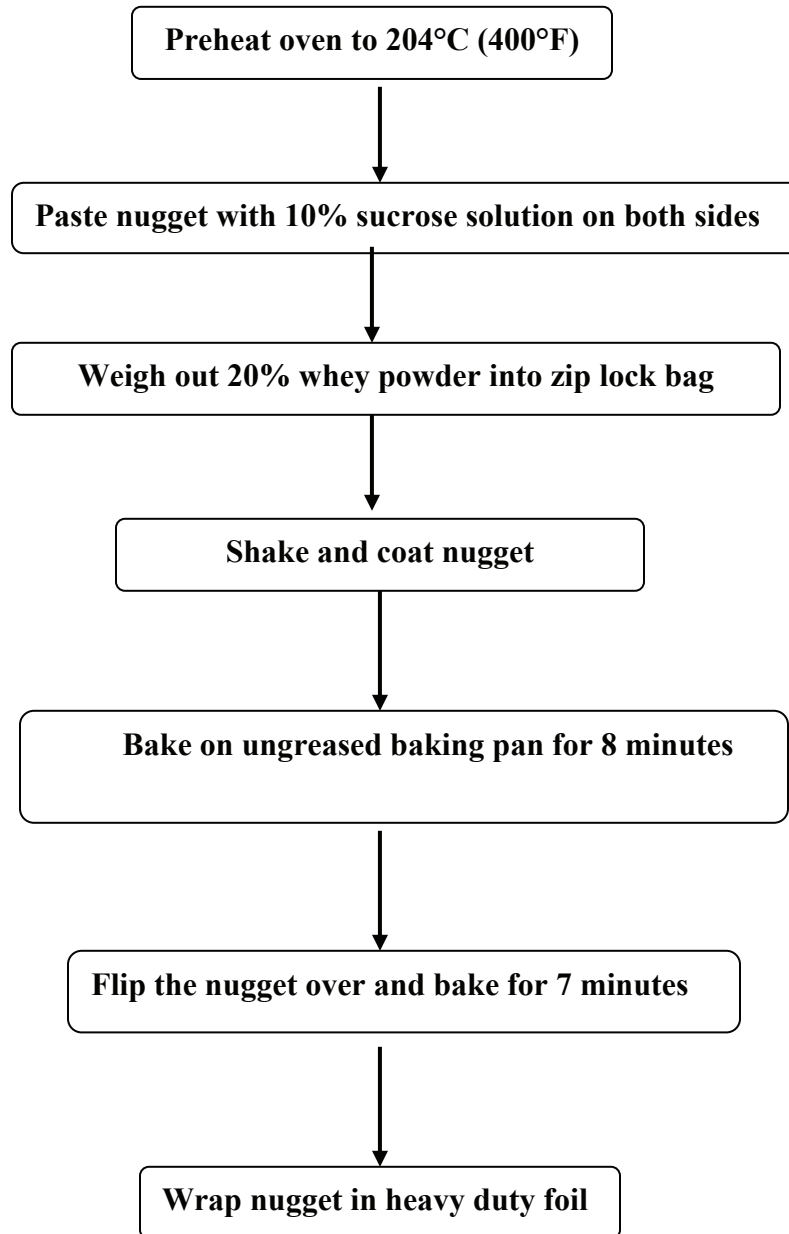 Preheat oven to 204°C (400°F)
Paste nugget with 10% sucrose solution on both sides
Weigh out 20% whey powder into zip lock bag
Shake and coat nugget
Bake on ungreased baking pan for 8 minutes
Flip the nugget over and bake for 7 minutes
Wrap nugget in heavy duty foil